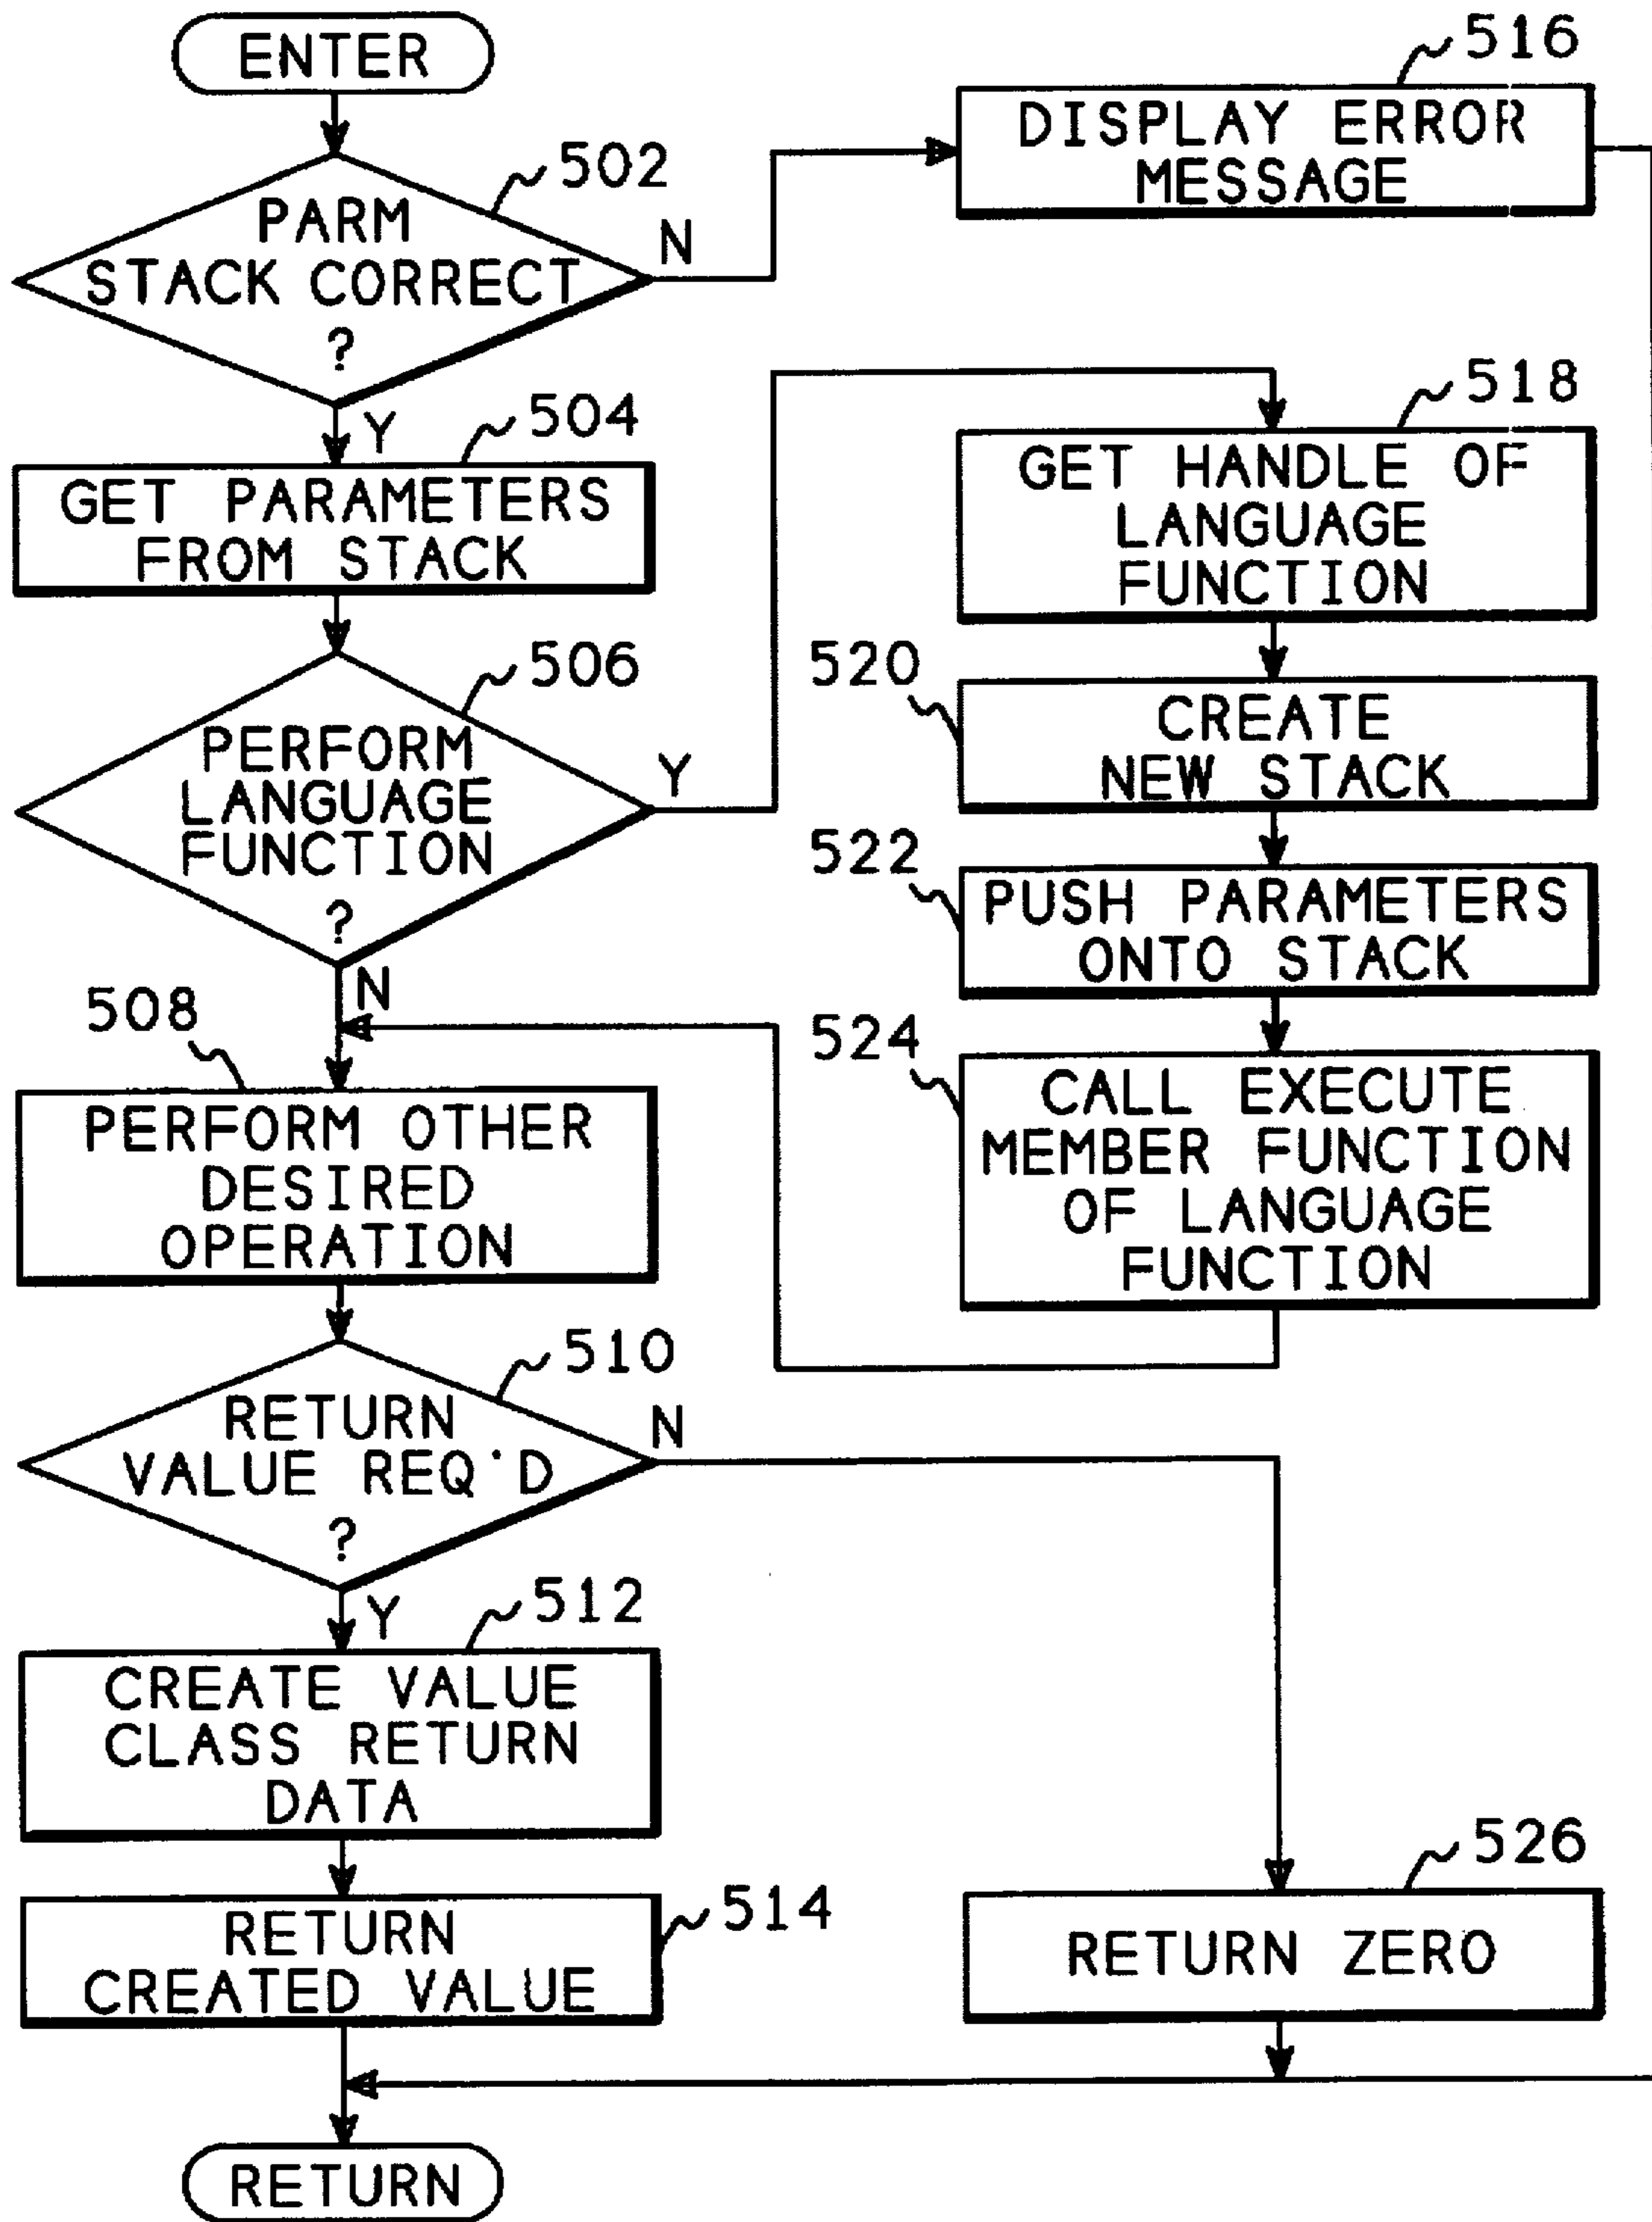 ENTER
502
PARM
STACK CORRECT
?
N
Y
516
DISPLAY ERROR
MESSAGE
504
GET PARAMETERS
FROM STACK
506
PERFORM
LANGUAGE
FUNCTION
?
Y
N
518
GET HANDLE OF
LANGUAGE
FUNCTION
520
CREATE
NEW STACK
522
PUSH PARAMETERS
ONTO STACK
524
CALL EXECUTE
MEMBER FUNCTION
OF LANGUAGE
FUNCTION
508
PERFORM OTHER
DESIRED
OPERATION
510
RETURN
VALUE REQ'D
?
N
Y
512
CREATE VALUE
CLASS RETURN
DATA
514
RETURN
CREATED VALUE
526
RETURN ZERO
RETURN